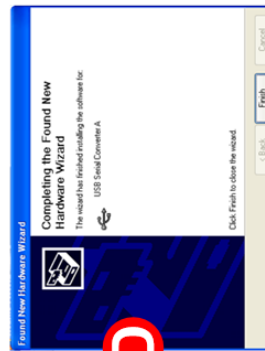 Found New Hardware Wizard
Completing the Found New
Hardware Wizard
The wizard has finished installing the software for:
USB Serial Converter A
Click Finish to close the wizard.
< Back
Finish
Cancel